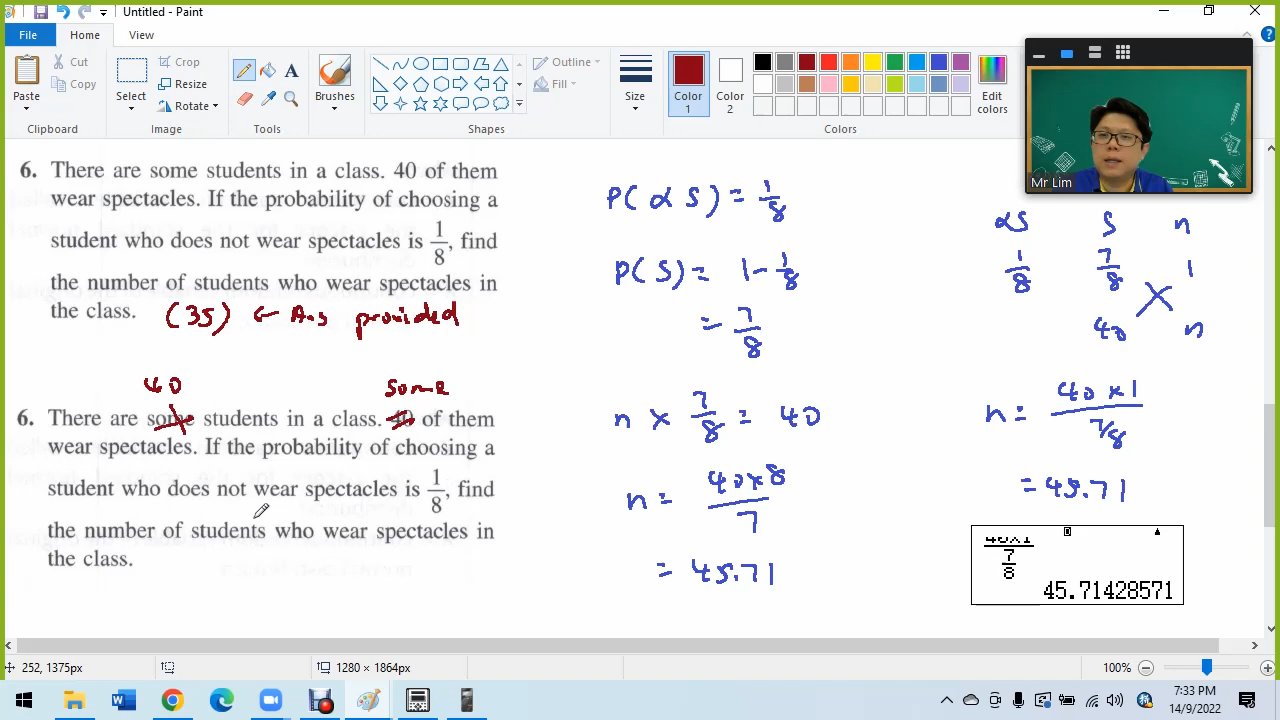 Untitled - Paint
File
Home
View
Paste
Cut
Copy
Clipboard
Select
Crop
Resize
Rotate
Image
A
Tools
Brushes
Outline
Fill
Shapes
Size
Color 1
Color 2
Edit colors
Colors
Mr Lim
6. There are some students in a class. 40 of them
wear spectacles. If the probability of choosing a
student who does not wear spectacles is 1/8, find
the number of students who wear spectacles in
the class.
(35) ← Ans provided
40
some
6. There are some students in a class. 40 of them
wear spectacles. If the probability of choosing a
student who does not wear spectacles is 1/8, find
the number of students who wear spectacles in
the class.
P(αS) = 1/8
P(S) = 1 - 1/8
= 7/8
n × 7/8 = 40
n = 40×8/7
= 45.71
αS S n
1/8 7/8 1
40 n
n = 40 × 1/7/8
= 45.71
40×1
7
8
45.71428571
252, 1375px
1280 × 1864px
100%
7:33 PM
14/9/2022